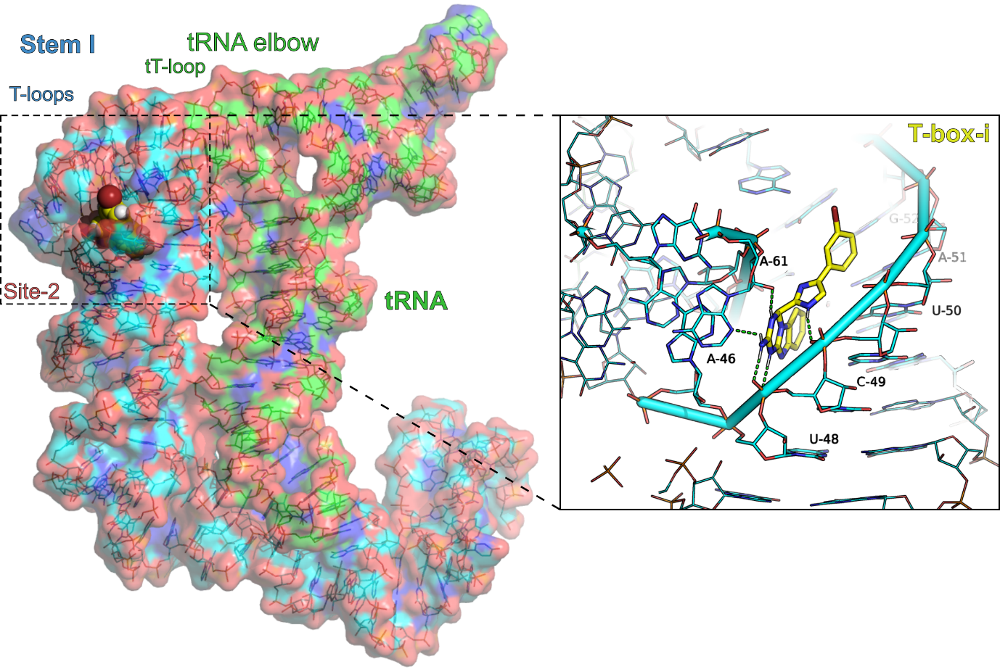 Stem I
tRNA elbow
tT-loop
T-loops
Site-2
tRNA
T-box-i
G-52
A-51
A-61
U-50
A-46
C-49
U-48